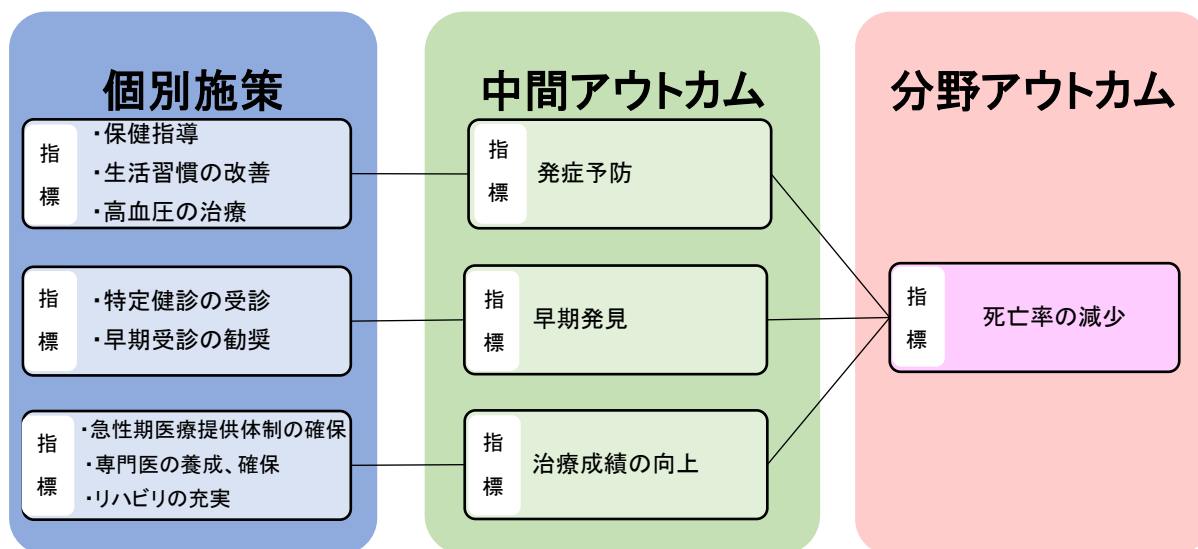 個別施策
指標
・保健指導
・生活習慣の改善
・高血圧の治療
指標
・特定健診の受診
・早期受診の勧奨
指標
・急性期医療提供体制の確保
・専門医の養成、確保
・リハビリの充実
中間アウトカム
指標
発症予防
指標
早期発見
指標
治療成績の向上
分野アウトカム
指標
死亡率の減少